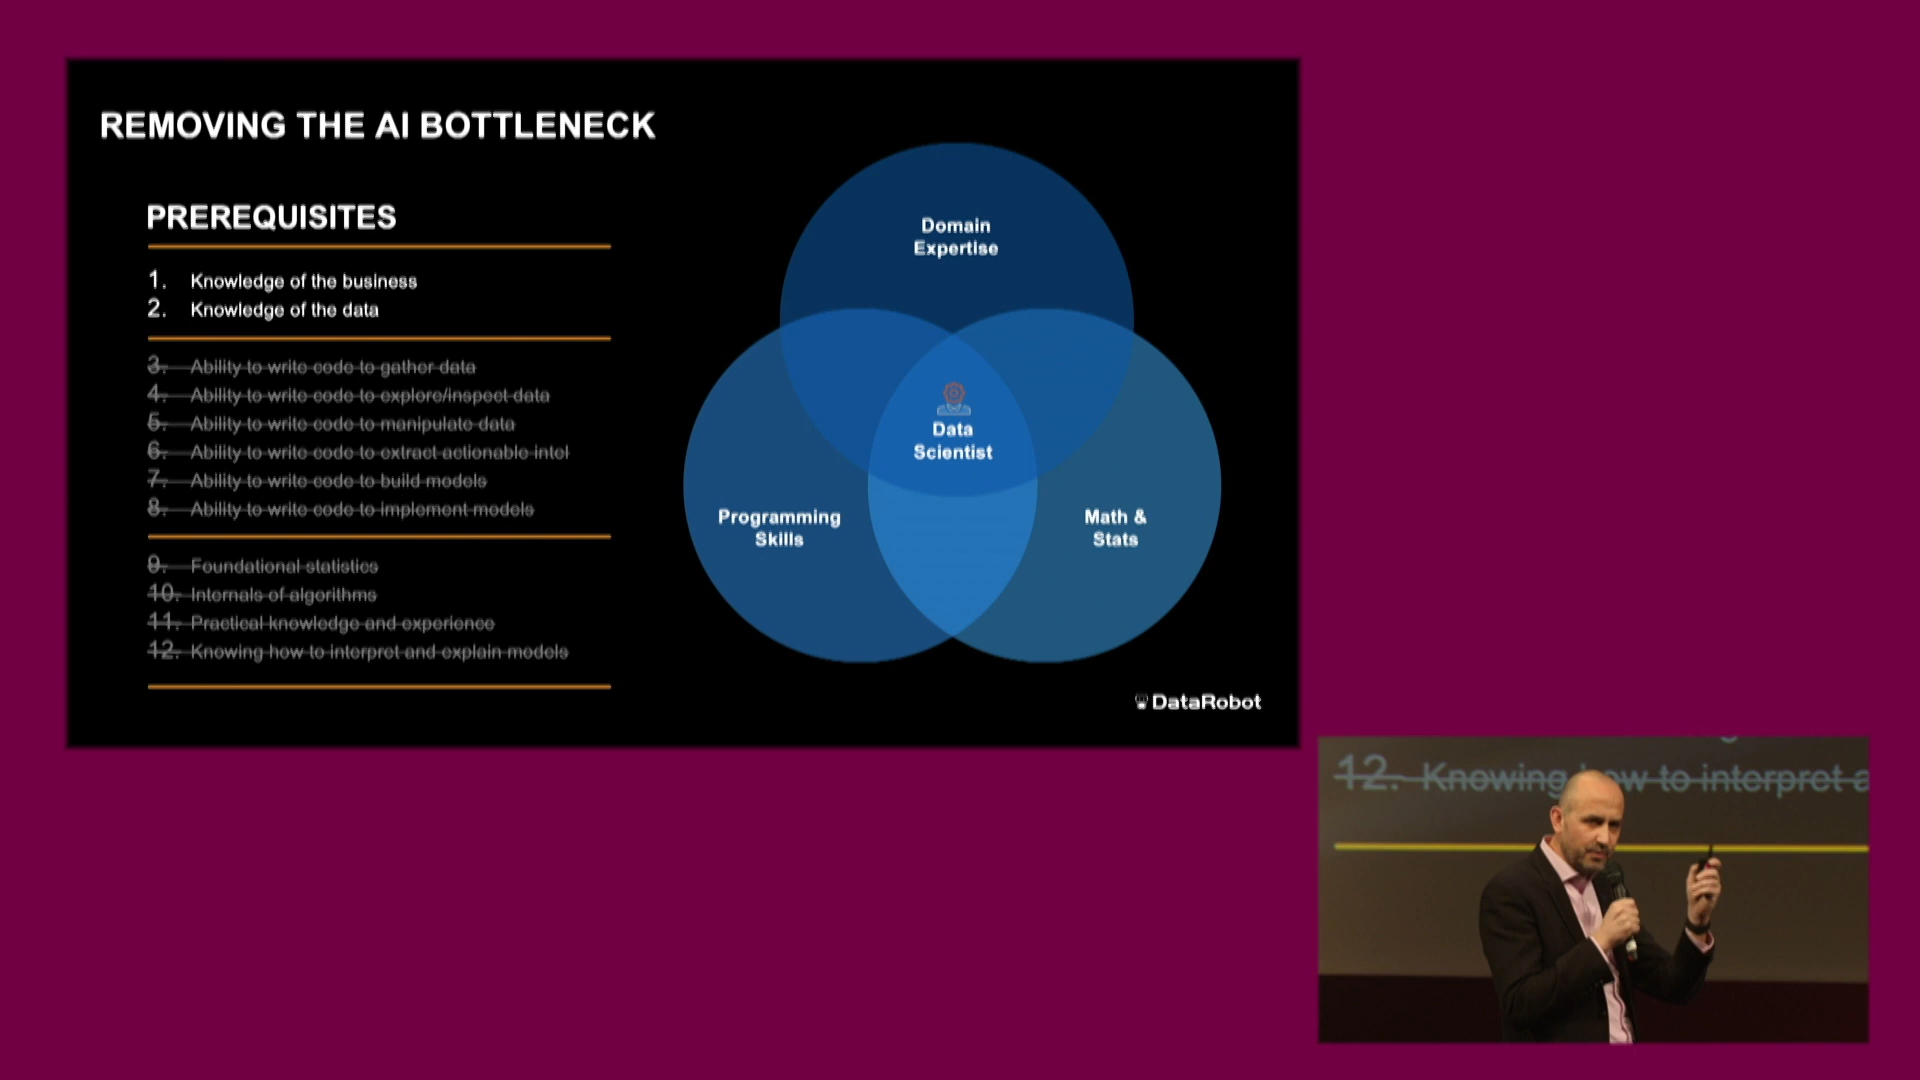 REMOVING THE AI BOTTLENECK
PREREQUISITES
1. Knowledge of the business
2. Knowledge of the data
3. Ability to write code to gather data
4. Ability to write code to explore/inspect data
5. Ability to write code to manipulate data
6. Ability to write code to extract actionable intel
7. Ability to write code to build models
8. Ability to write code to implement models
9. Foundational statistics
10. Internals of algorithms
11. Practical knowledge and experience
12. Knowing how to interpret and explain models
Domain
Expertise
Data
Scientist
Programming
Skills
Math &
Stats
DataRobot
12. Knowing how to interpret a